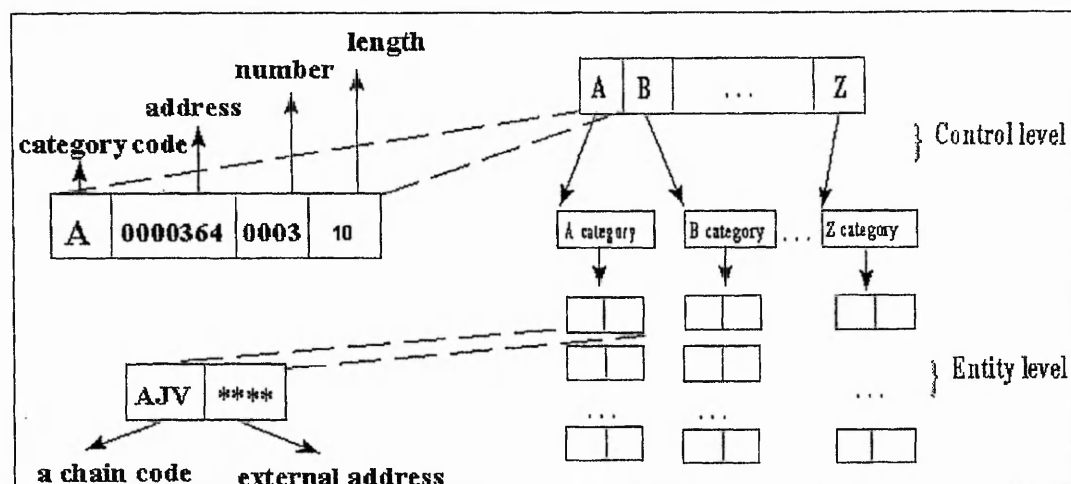 length
number
address
category code
A 0000364 0003 10
A B ... Z
Control level
A category B category ... Z category
AJV ****
a chain code
external address
Entity level
... ... ...